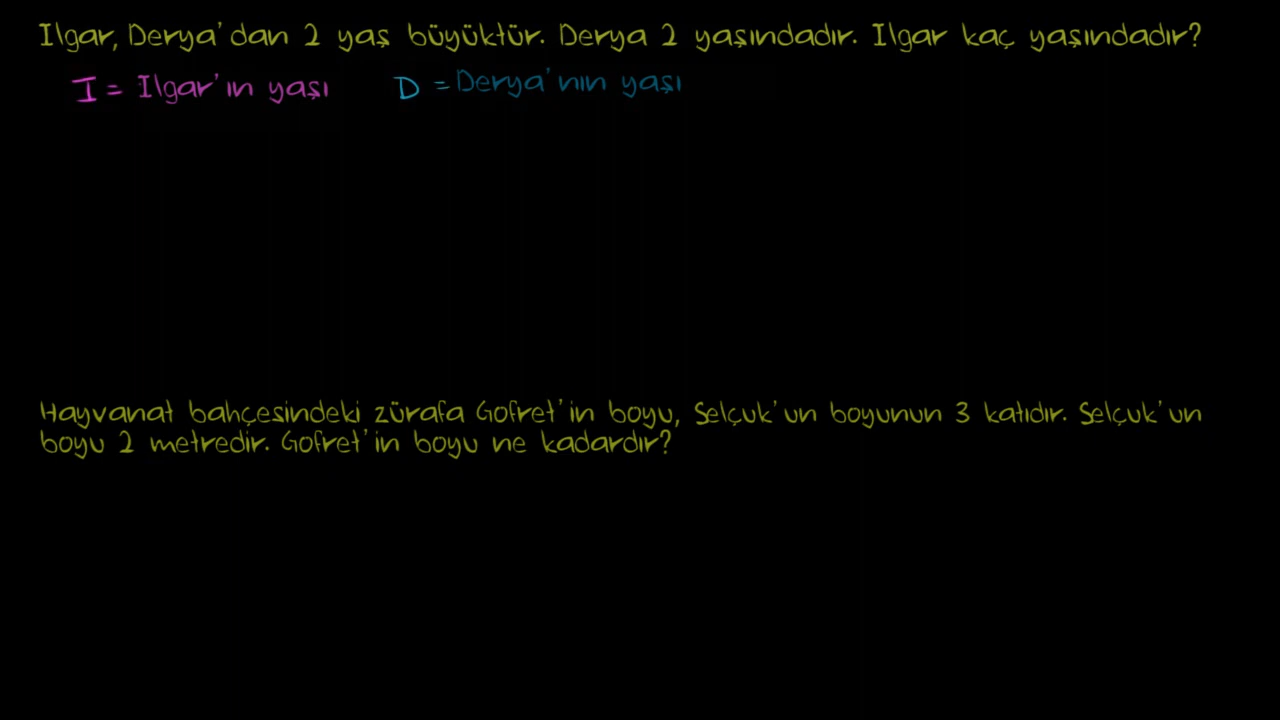 Ilgar, Derya'dan 2 yaş büyüktür. Derya 2 yaşındadır. Ilgar kaç yaşındadır?
I = Ilgar'ın yaşı D = Derya'nın yaşı
Hayvanat bahçesindeki zürafa Gofret'in boyu, Selçuk'un boyunun 3 katıdır. Selçuk'un
boyu 2 metredir. Gofret'in boyu ne kadardır?